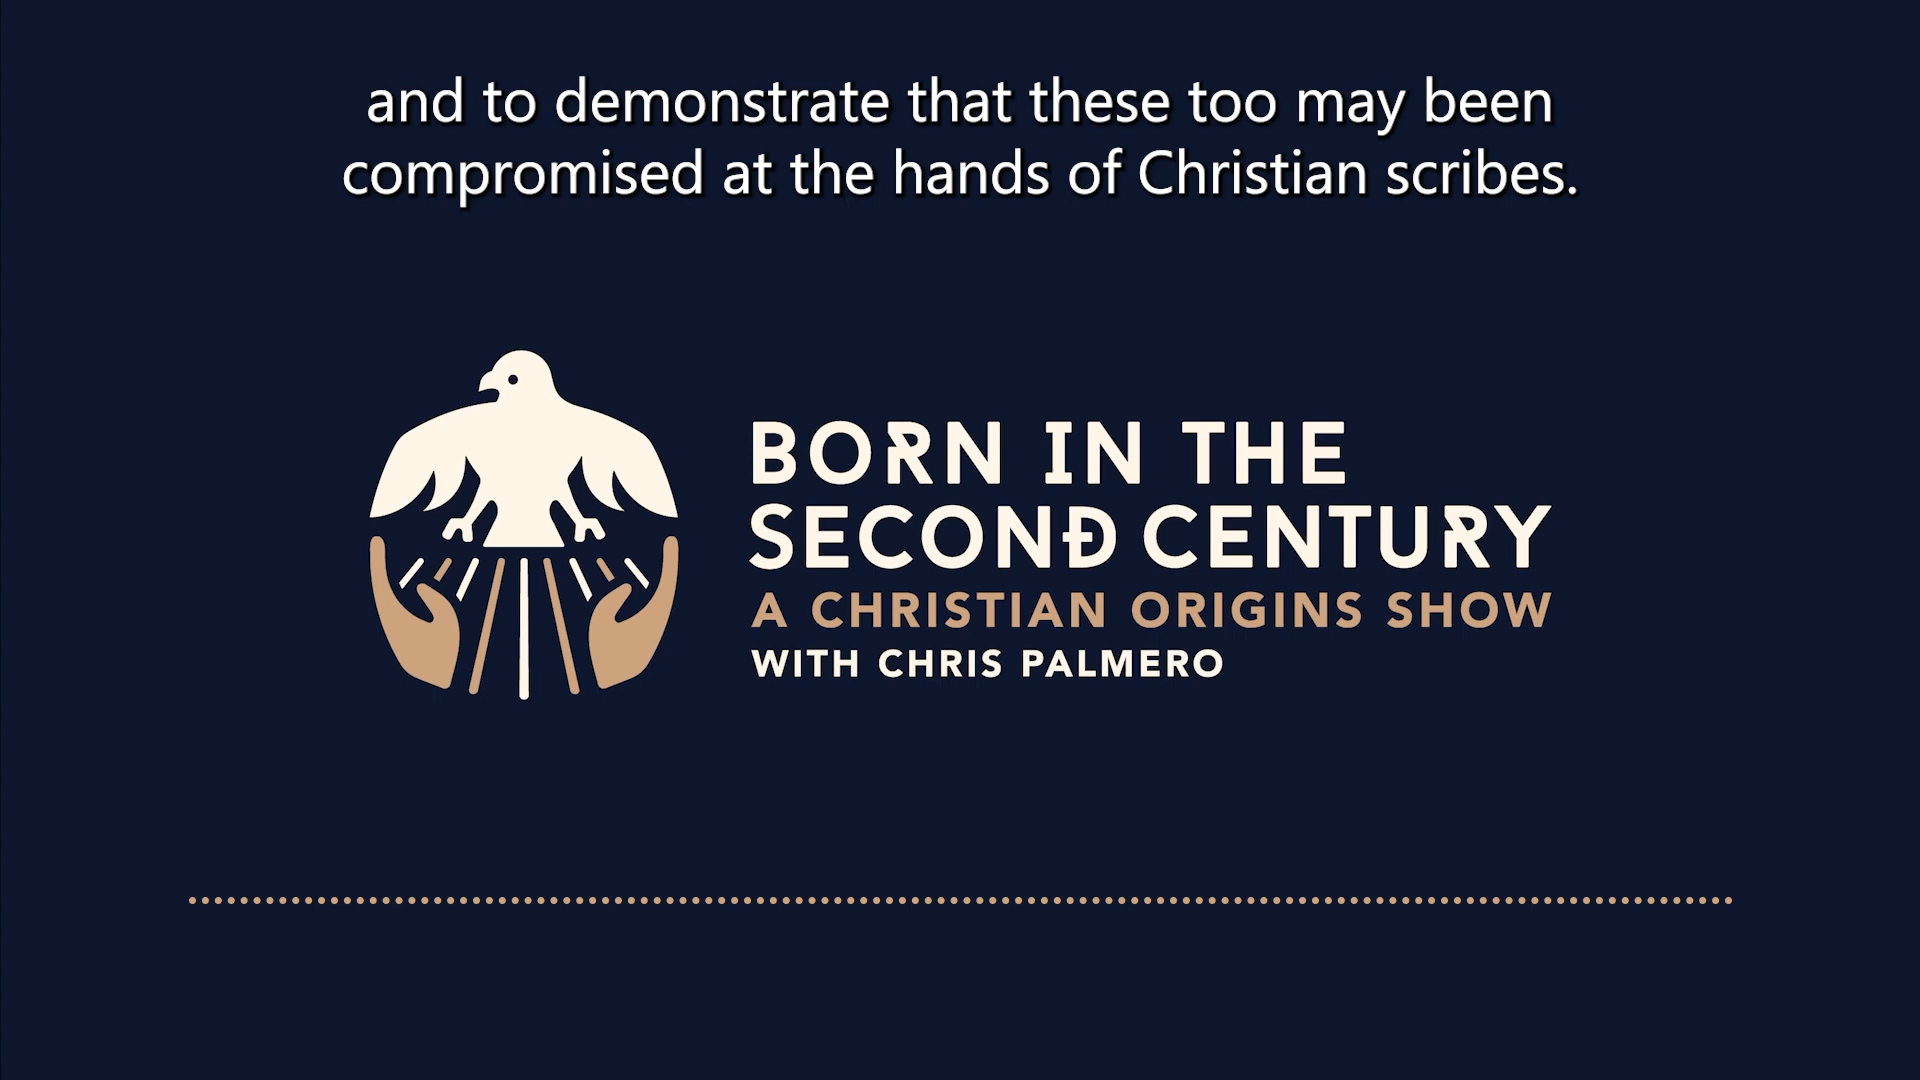 and to demonstrate that these too may been
compromised at the hands of Christian scribes.
BORN IN THE
SECOND CENTURY
A CHRISTIAN ORIGINS SHOW
WITH CHRIS PALMERO